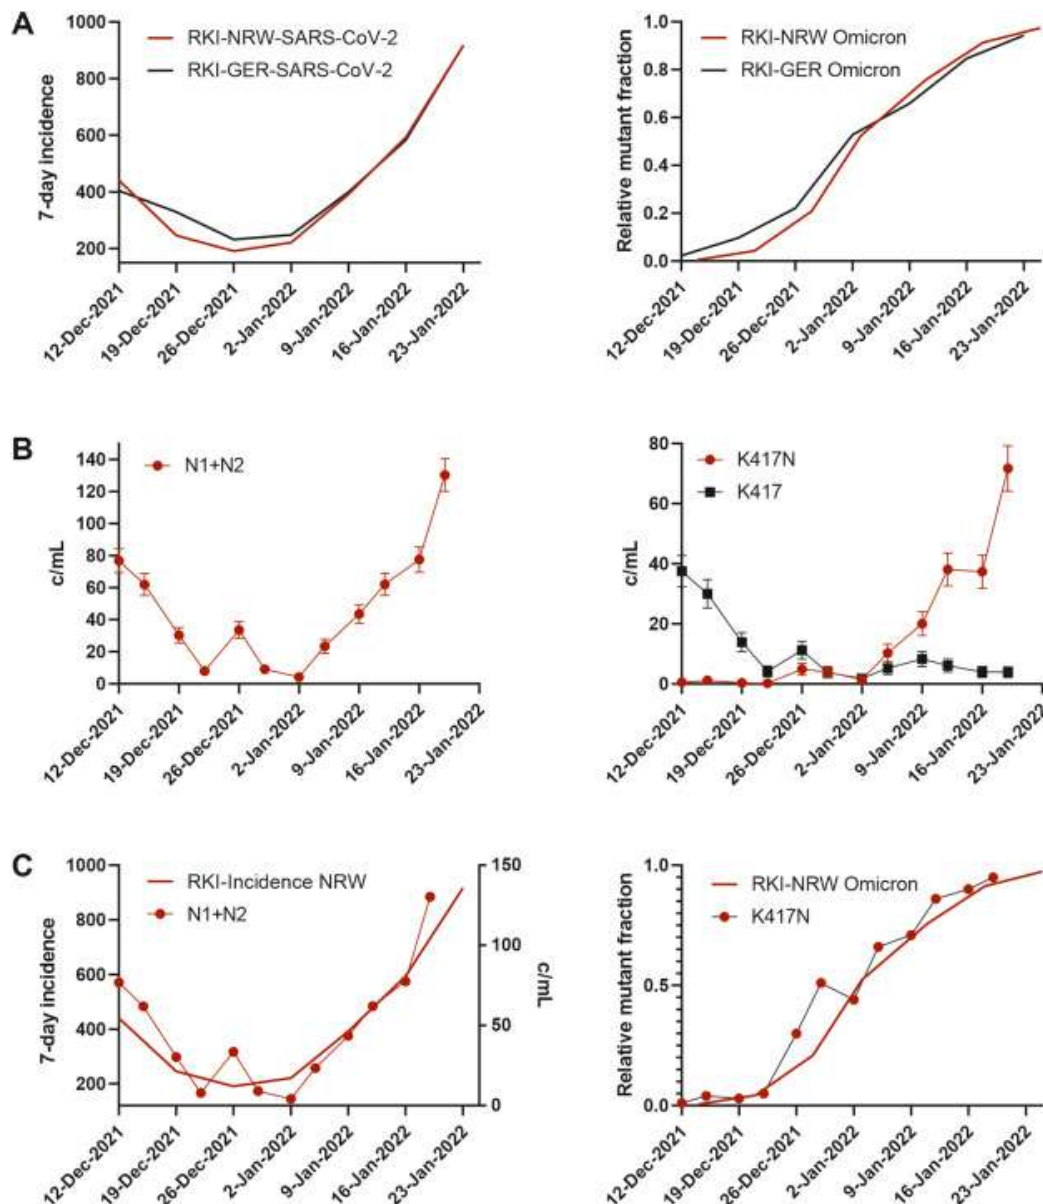 A
7-day incidence
1000
800
600
400
200
RKI-NRW-SARS-CoV-2
RKI-GER-SARS-CoV-2
12-Dec-2021
19-Dec-2021
26-Dec-2021
2-Jan-2022
9-Jan-2022
16-Jan-2022
23-Jan-2022
Relative mutant fraction
1.0
0.8
0.6
0.4
0.2
0.0
RKI-NRW Omicron
RKI-GER Omicron
12-Dec-2021
19-Dec-2021
26-Dec-2021
2-Jan-2022
9-Jan-2022
16-Jan-2022
23-Jan-2022
B
c/mL
140
120
100
80
60
40
20
0
N1+N2
12-Dec-2021
19-Dec-2021
26-Dec-2021
2-Jan-2022
9-Jan-2022
16-Jan-2022
23-Jan-2022
c/mL
80
60
40
20
0
K417N
K417
12-Dec-2021
19-Dec-2021
26-Dec-2021
2-Jan-2022
9-Jan-2022
16-Jan-2022
23-Jan-2022
C
7-day incidence
1000
800
600
400
200
RKI-Incidence NRW
N1+N2
150
100
50
0
c/mL
12-Dec-2021
19-Dec-2021
26-Dec-2021
2-Jan-2022
9-Jan-2022
16-Jan-2022
23-Jan-2022
Relative mutant fraction
1.0
0.5
0.0
RKI-NRW Omicron
K417N
12-Dec-2021
19-Dec-2021
26-Dec-2021
2-Jan-2022
9-Jan-2022
16-Jan-2022
23-Jan-2022